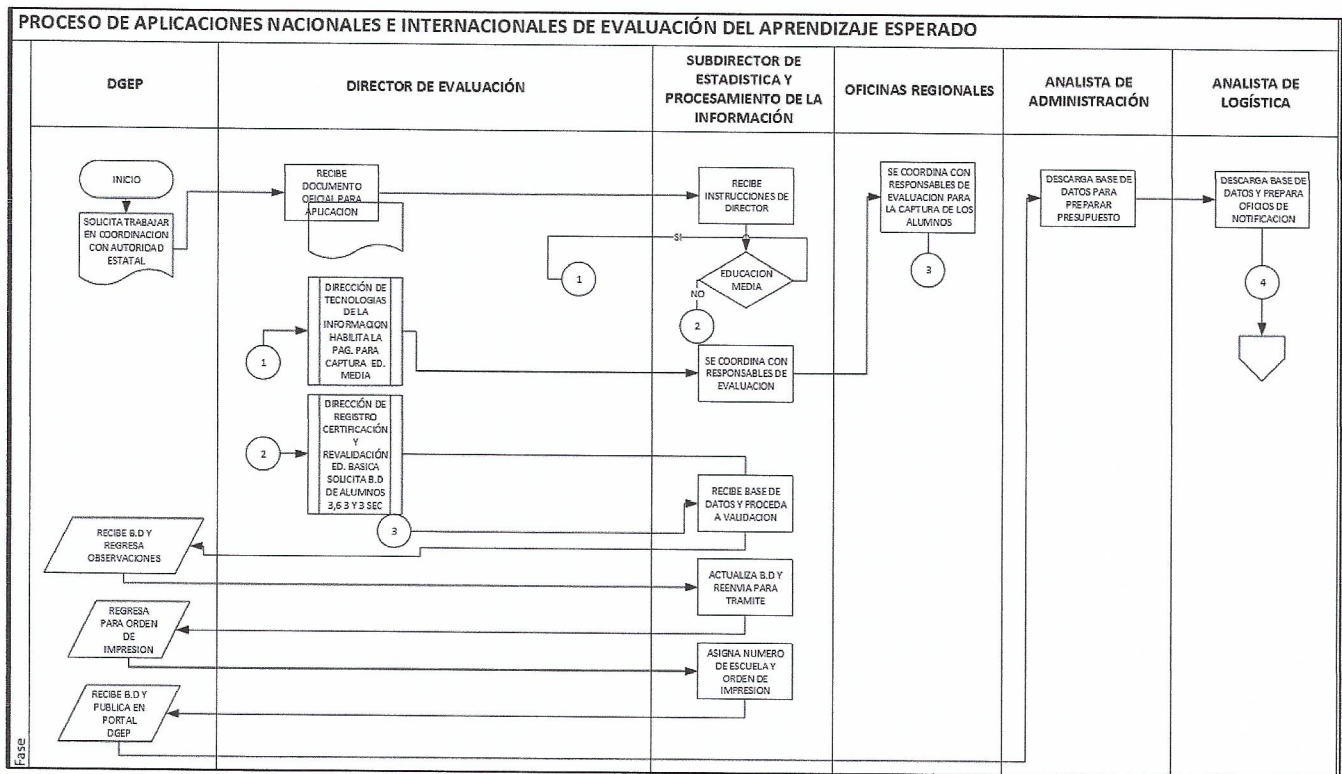 PROCESO DE APLICACIONES NACIONALES E INTERNACIONALES DE EVALUACIÓN DEL APRENDIZAJE ESPERADO
DGEP
DIRECTOR DE EVALUACIÓN
SUBDIRECTOR DE
ESTADISTICA Y
PROCESAMIENTO DE LA
INFORMACIÓN
OFICINAS REGIONALES
ANALISTA DE
ADMINISTRACIÓN
ANALISTA DE
LOGÍSTICA
INICIO
SOLICITA TRABAJAR
EN COORDINACION
CON AUTORIDAD
ESTATAL
RECIBE
DOCUMENTO
OFICIAL PARA
APLICACION
RECIBE
INSTRUCCIONES DE
DIRECTOR
SE COORDINA CON
RESPONSABLES DE
EVALUACION PARA
LA CAPTURA DE LOS
ALUMNOS
DESCARGA BASE DE
DATOS PARA
PREPARAR
PRESUPUESTO
DESCARGA BASE DE
DATOS Y PREPARA
OFICIOS DE
NOTIFICACION
SI
1
EDUCACION
MEDIA
NO
2
3
4
1
DIRECCIÓN DE
TECNOLOGIAS
DE LA
INFORMACION
HABILITA LA
PAG. PARA
CAPTURA ED.
MEDIA
SE COORDINA CON
RESPONSABLES DE
EVALUACION
2
DIRECCIÓN DE
REGISTRO
CERTIFICACIÓN
Y
REVALIDACIÓN
ED. BASICA
SOLICITA B.D
DE ALUMNOS
3,6 3 Y 3 SEC
3
RECIBE BASE DE
DATOS Y PROCEDA
A VALIDACION
RECIBE B.D Y
REGRESA
OBSERVACIONES
ACTUALIZA B.D Y
REENVIA PARA
TRAMITE
REGRESA
PARA ORDEN
DE
IMPRESION
ASIGNA NUMERO
DE ESCUELA Y
ORDEN DE
IMPRESION
RECIBE B.D Y
PUBLICA EN
PORTAL
DGEP
Fase